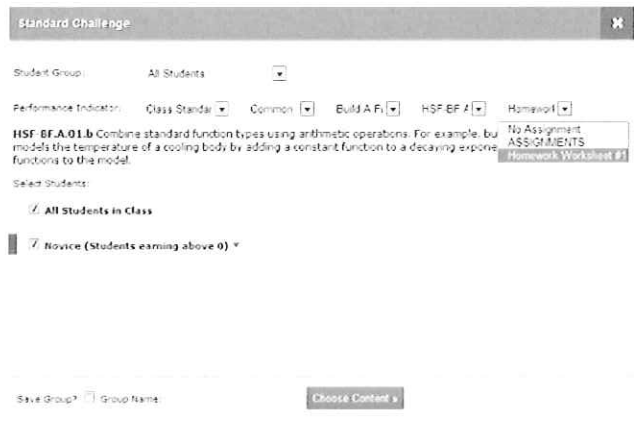 Standard Challenge
Student Group: All Students
Performance Indicator: Class Standar Common Build A Fu HSF-BF A Homework
No Assignment
ASSIGNMENTS
Homework Worksheet #1
HSF-BF.A.01.b Combine standard function types using arithmetic operations. For example, bu
models the temperature of a cooling body by adding a constant function to a decaying expone
functions to the model.
Select Students:
All Students in Class
Novice (Students earning above 0)
Save Group? Group Name:
Choose Content »